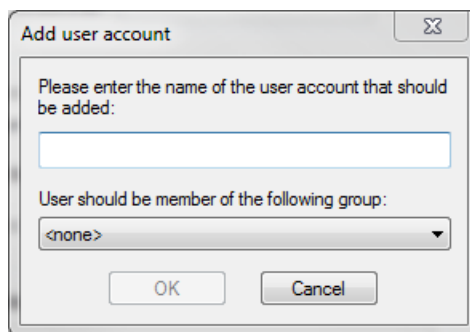 Add user account
Please enter the name of the user account that should
be added:
User should be member of the following group:
<none>
OK
Cancel